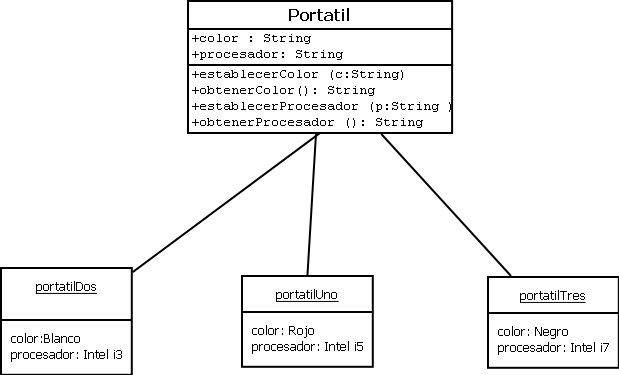 Portatil
+color : String
+procesador: String
+establecerColor (c:String)
+obtenerColor(): String
+establecerProcesador (p:String )
+obtenerProcesador (): String
portatilDos
color:Blanco
procesador: Intel i3
portatilUno
color: Rojo
procesador: Intel i5
portatilTres
color: Negro
procesador: Intel i7